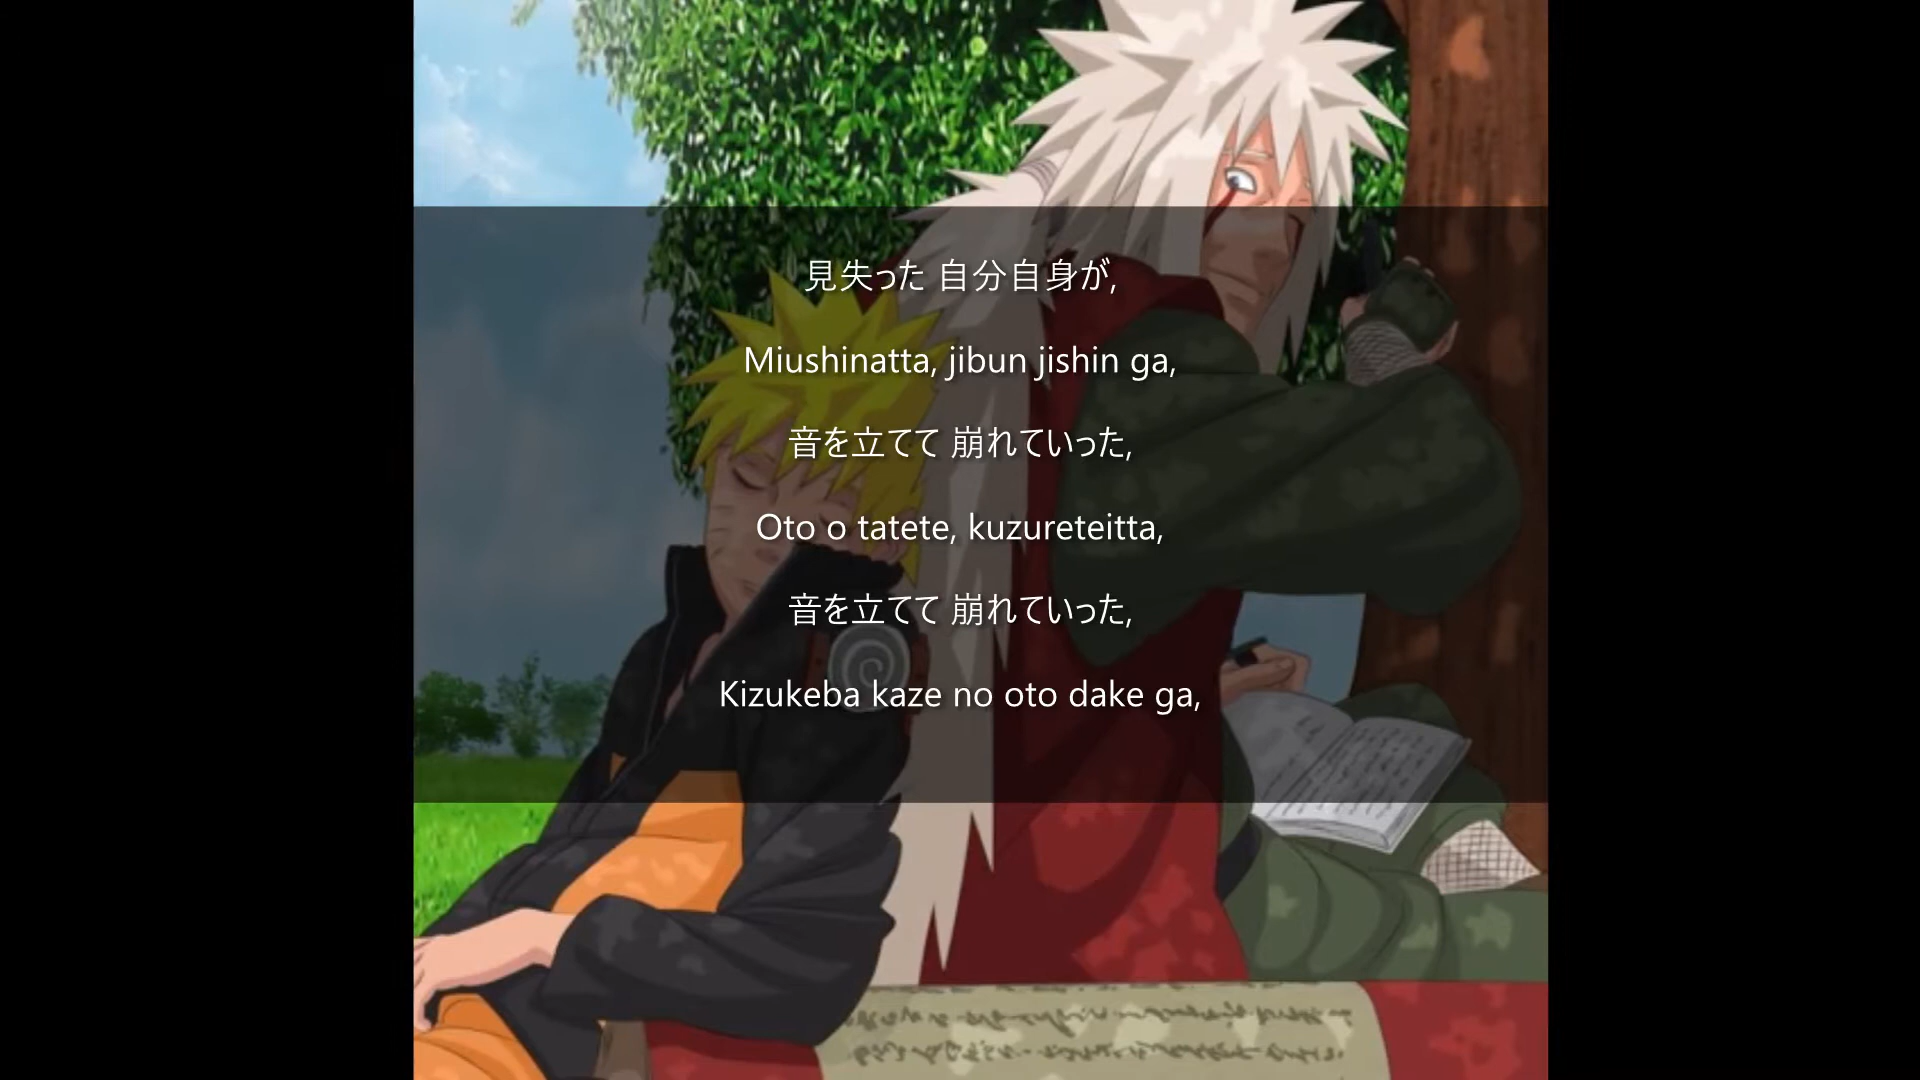 見失った 自分自身が,
Miushinatta, jibun jishin ga,
音を立てて 崩れていった,
Oto o tatete, kuzureteitta,
音を立てて 崩れていった,
Kizukeba kaze no oto dake ga,